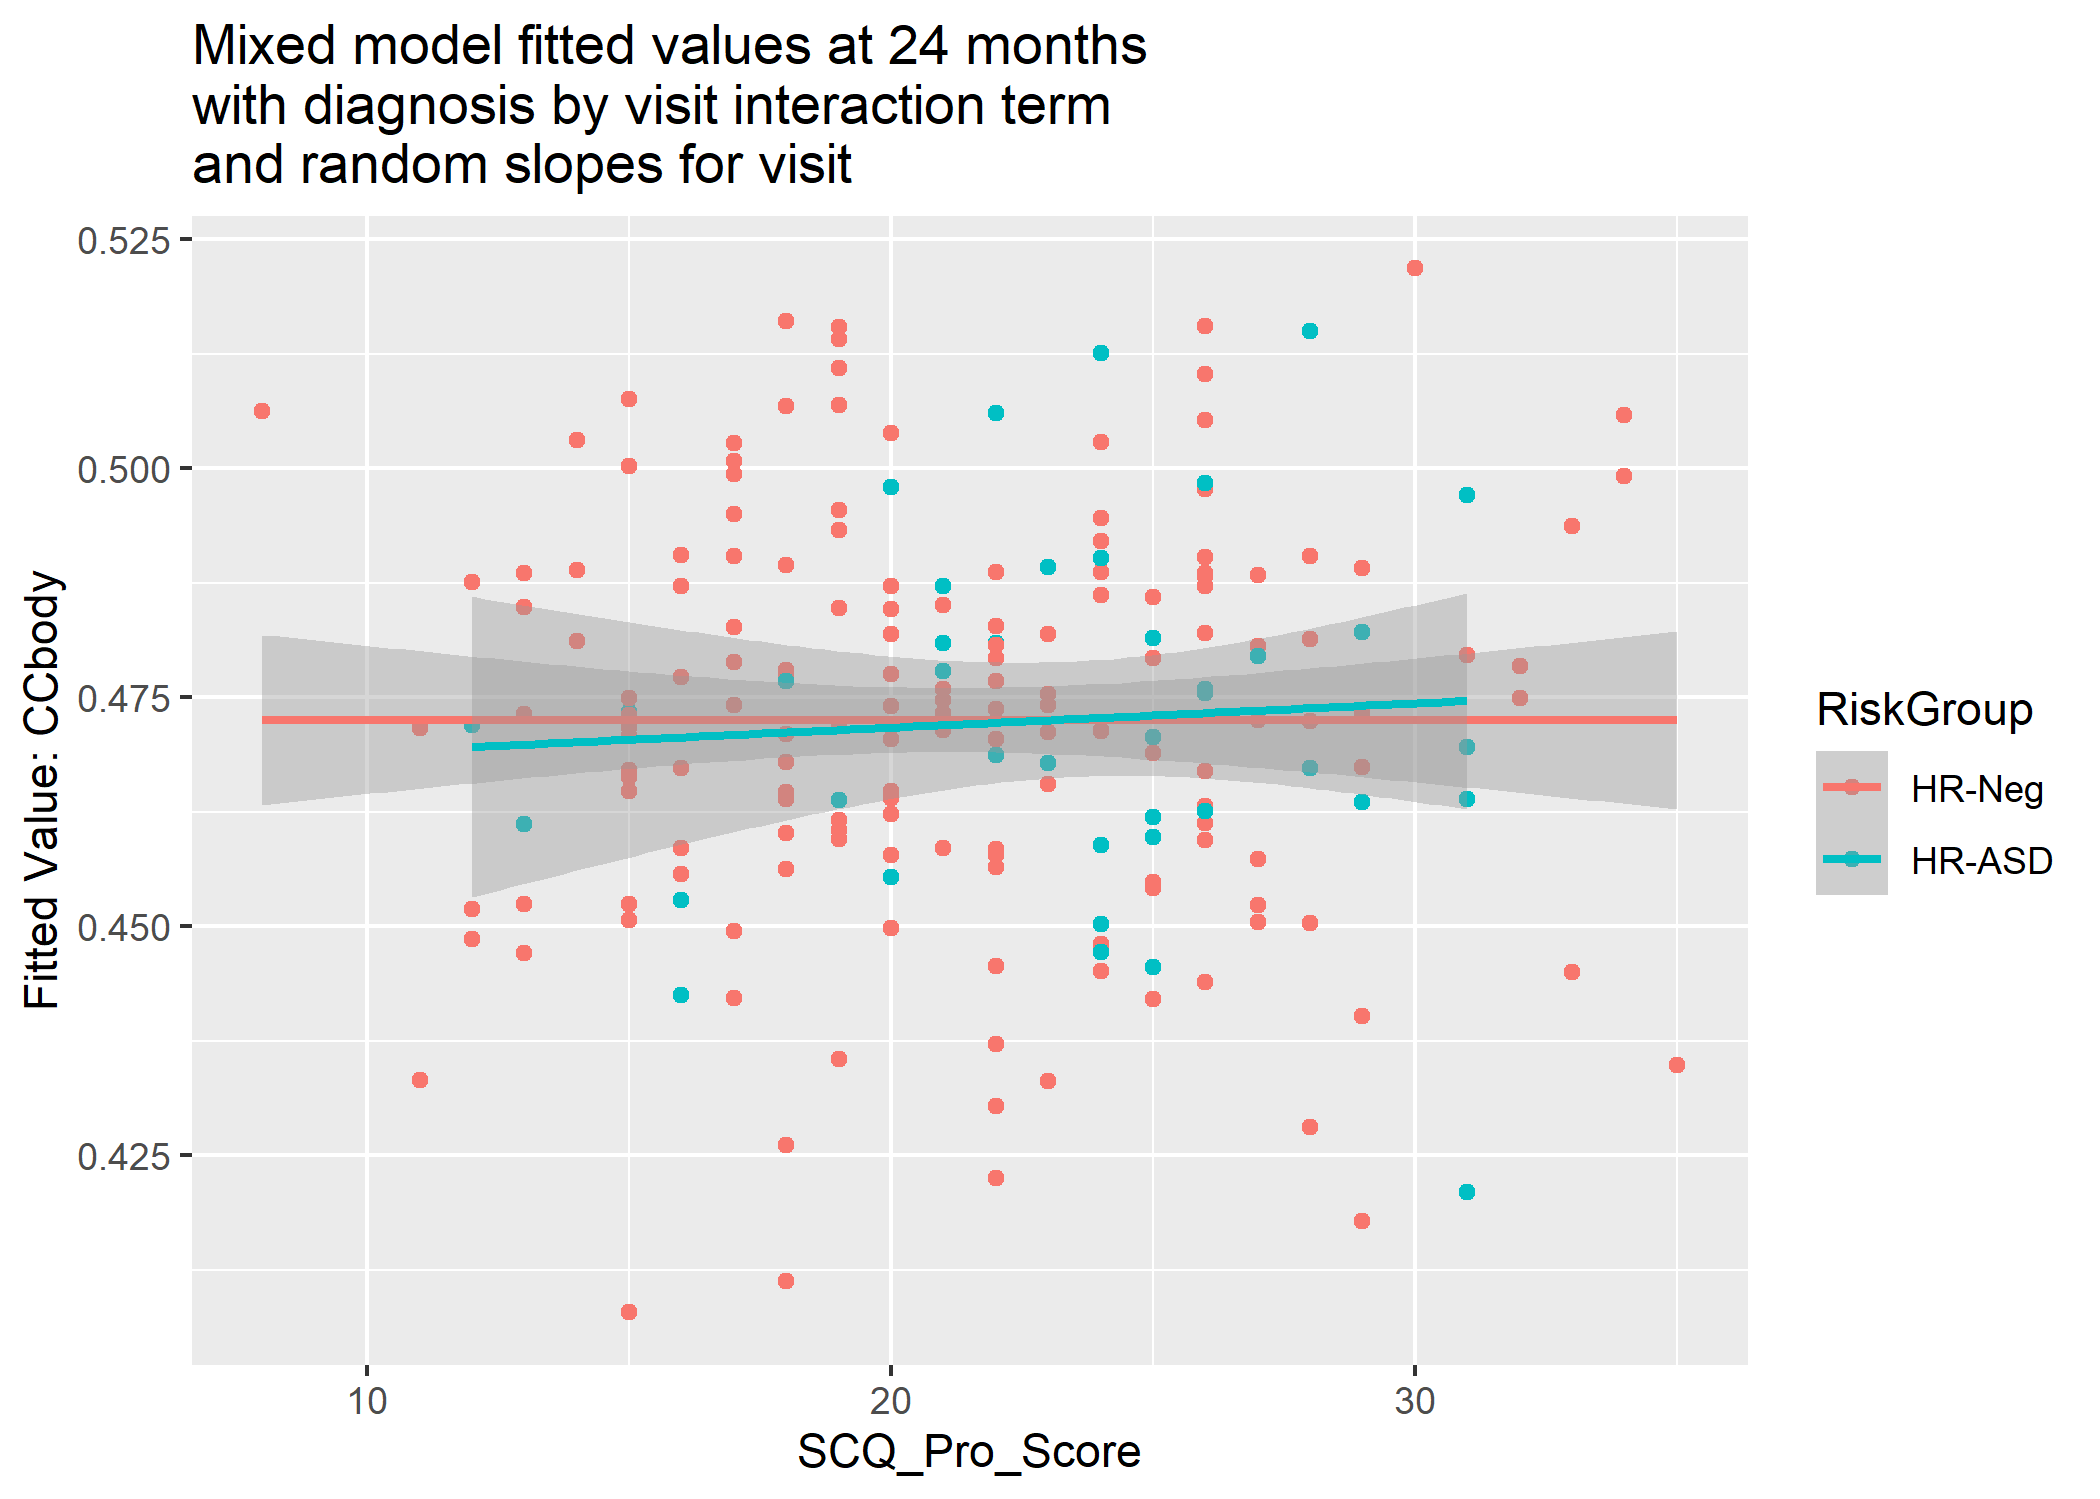 Mixed model fitted values at 24 months
with diagnosis by visit interaction term
and random slopes for visit
0.525
0.500
0.475
0.450
0.425
Fitted Value: CCbody
10
20
30
SCQ_Pro_Score
RiskGroup
HR-Neg
HR-ASD